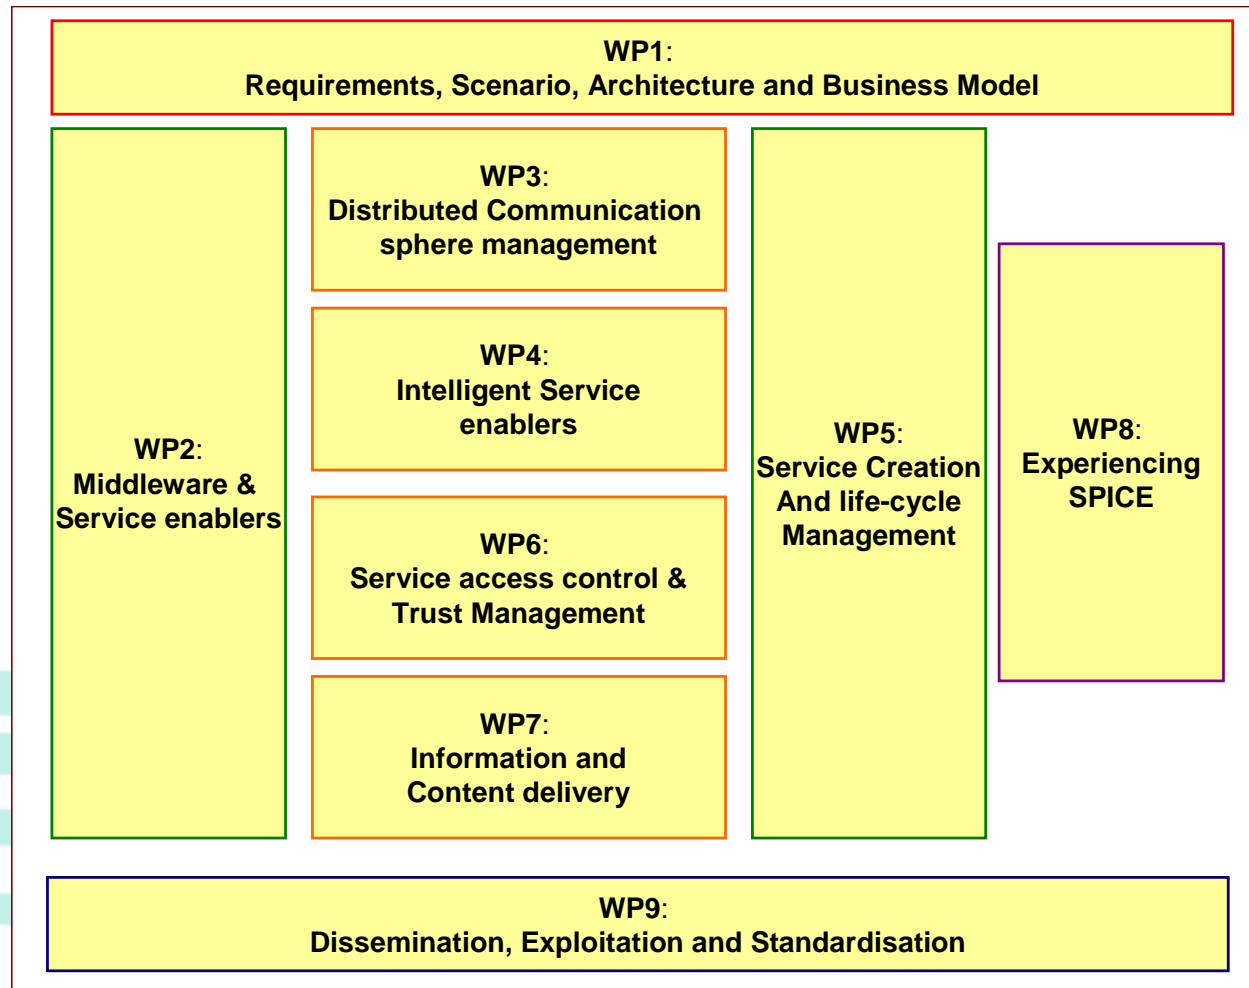 WP1:
Requirements, Scenario, Architecture and Business Model
WP2:
Middleware &
Service enablers
WP3:
Distributed Communication
sphere management
WP4:
Intelligent Service
enablers
WP6:
Service access control &
Trust Management
WP7:
Information and
Content delivery
WP5:
Service Creation
And life-cycle
Management
WP8:
Experiencing
SPICE
WP9:
Dissemination, Exploitation and Standardisation